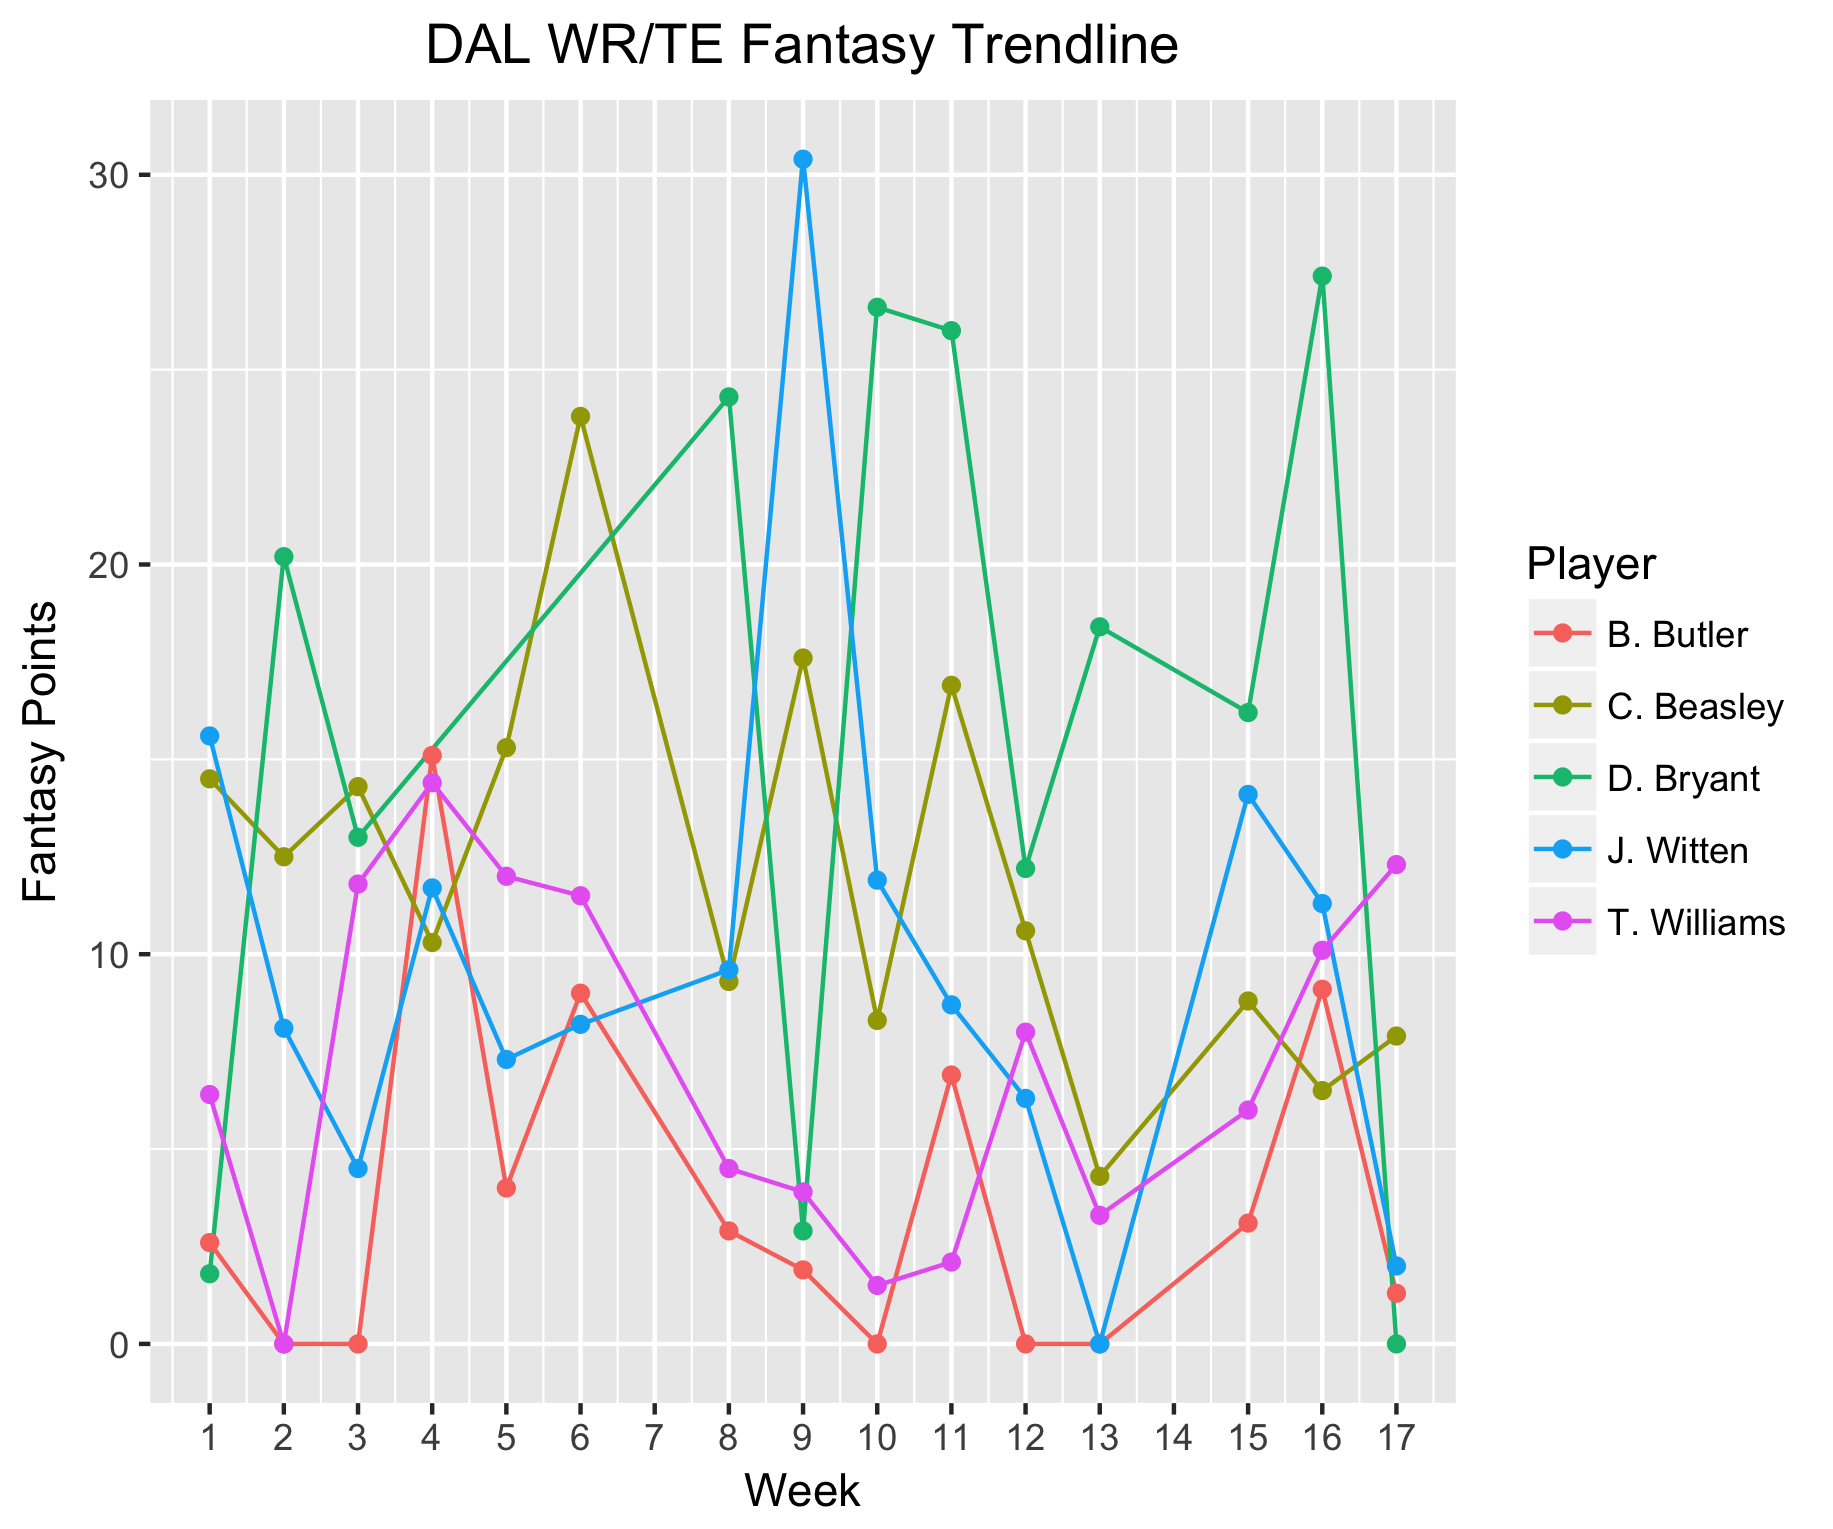 DAL WR/TE Fantasy Trendline
30
20
10
0
Fantasy Points
1 2 3 4 5 6 7 8 9 10 11 12 13 14 15 16 17
Week
Player
B. Butler
C. Beasley
D. Bryant
J. Witten
T. Williams